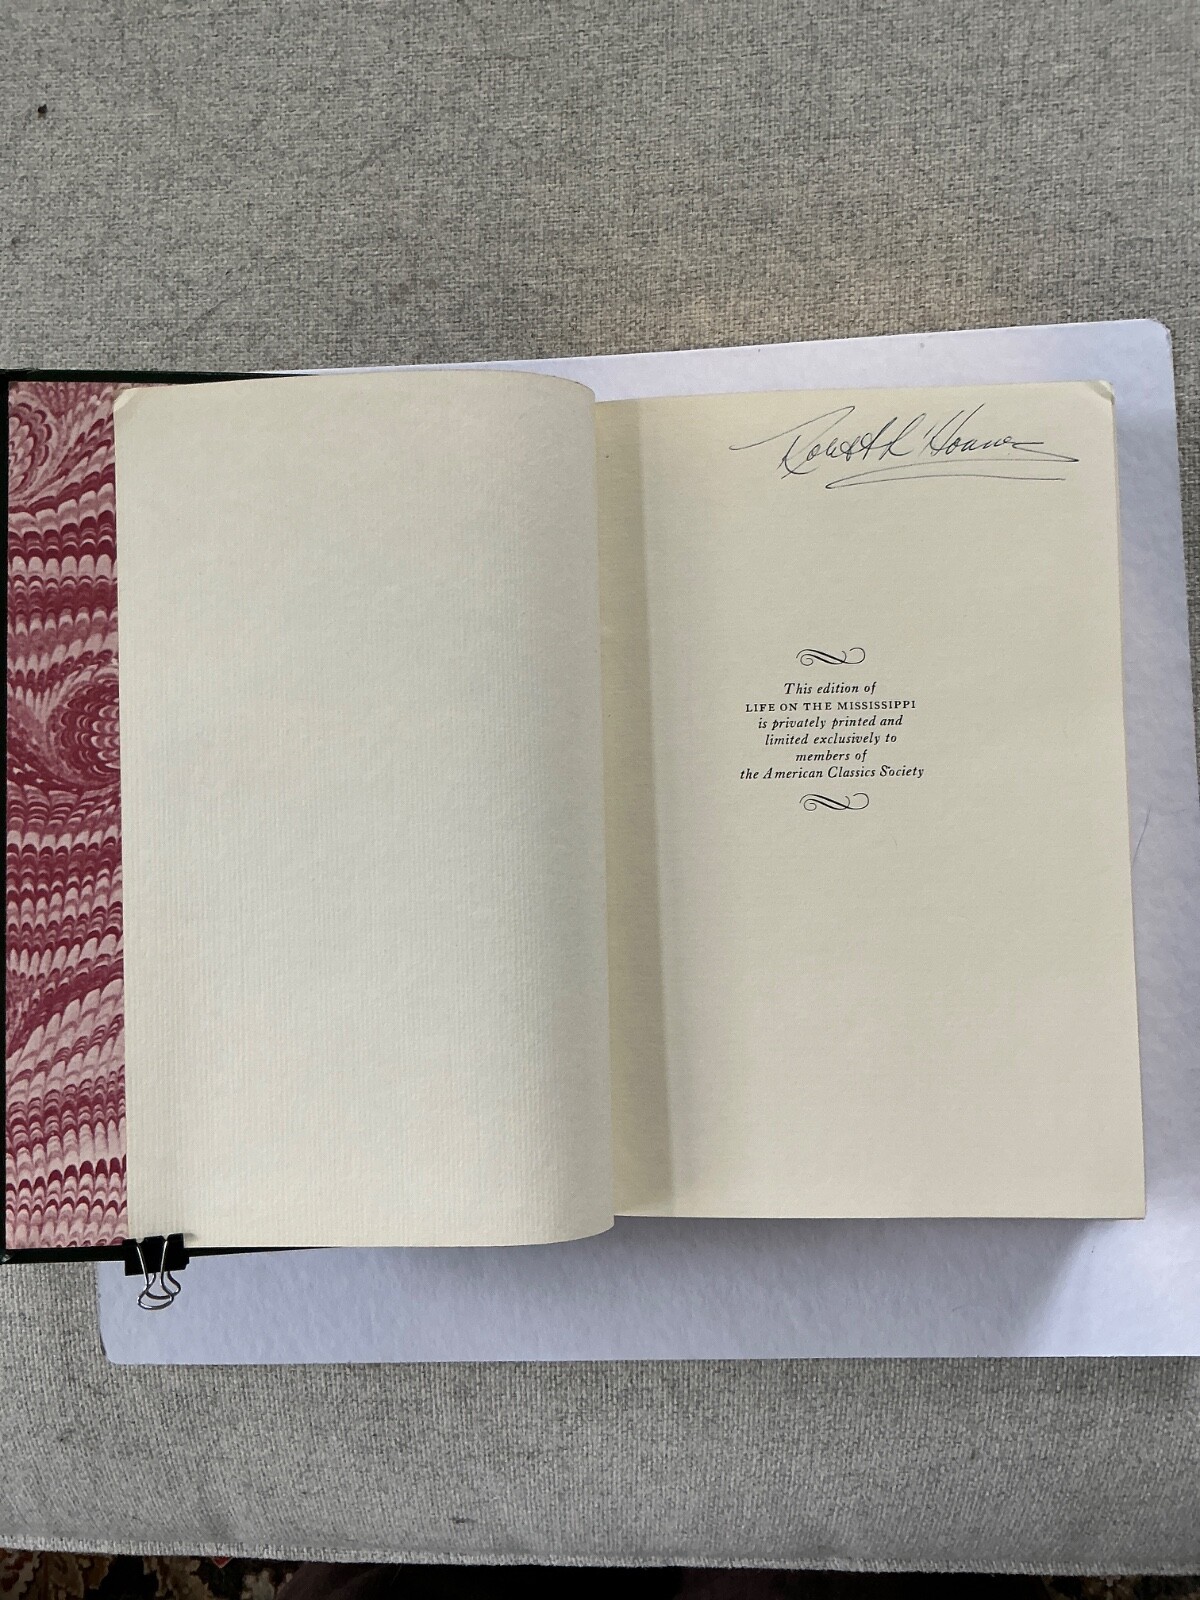 This edition of
LIFE ON THE MISSISSIPPI
is privately printed and
limited exclusively to
members of
the American Classics Society